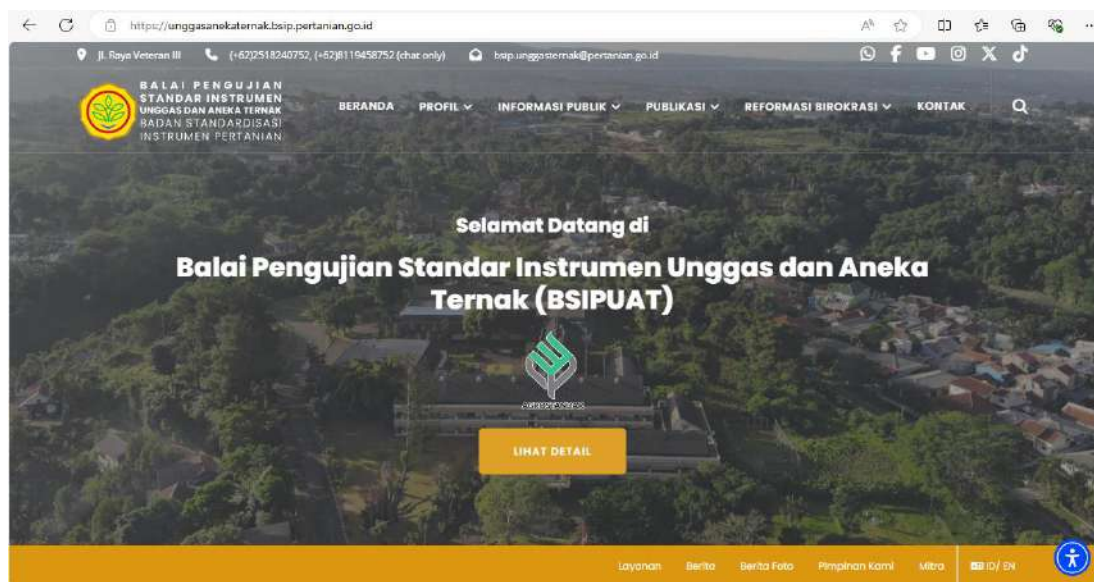 https://unggasanekaternak.bsip.pertanian.go.id
Jl. Raya Veteran III
(+62)2518240752, (+62)8119458752 (chat only)
bsip.unggasternak@pertanian.go.id
BALAI PENGUJIAN
STANDAR INSTRUMEN
UNGGAS DAN ANEKA TERNAK
BADAN STANDARDISASI
INSTRUMEN PERTANIAN
BERANDA
PROFIL
INFORMASI PUBLIK
PUBLIKASI
REFORMASI BIROKRASI
KONTAK
Selamat Datang di
Balai Pengujian Standar Instrumen Unggas dan Aneka
Ternak (BSIPUAT)
AGROSTANDAR
LIHAT DETAIL
Layanan
Berita
Berita Foto
Pimpinan Kami
Mitra
ID/ EN